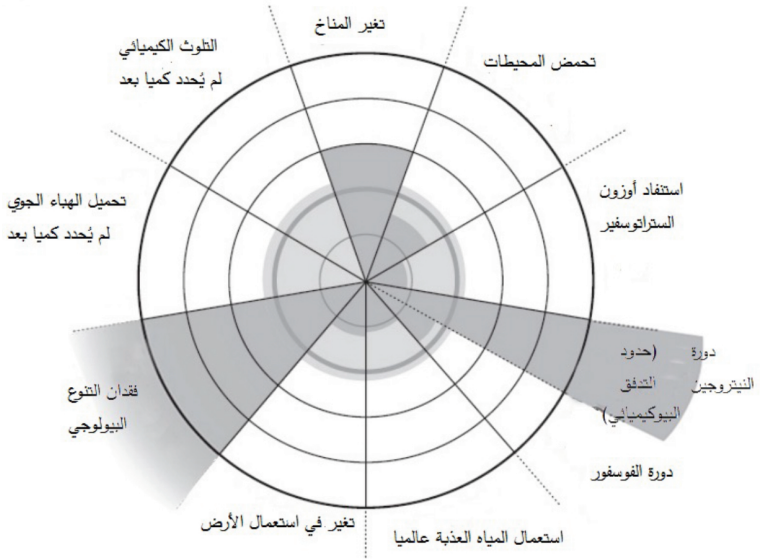 تغير المناخ
تحمض المحيطات
استنفاد أوزون
الستراتوسفير
دورة (حدود
النيتروجين التدفق
البيوكيميائي)
دورة الفوسفور
استعمال المياه العذبة عالميا
تغير في استعمال الأرض
فقدان التنوع
البيولوجي
تحميل الهباء الجوي
لم يُحدد كميا بعد
التلوث الكيميائي
لم يُحدد كميا بعد